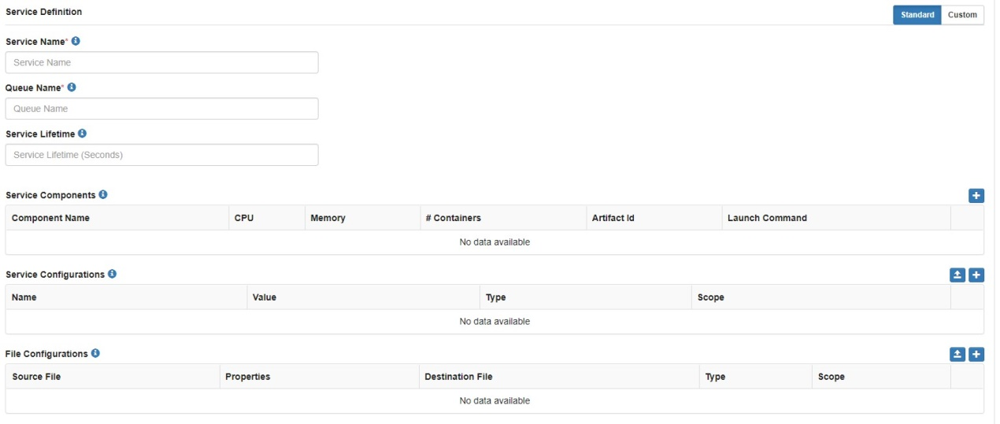 Service Definition
Standard Custom
Service Name*
Service Name
Queue Name*
Queue Name
Service Lifetime
Service Lifetime (Seconds)
Service Components
Component Name CPU Memory # Containers Artifact Id Launch Command
No data available
Service Configurations
Name Value Type Scope
No data available
File Configurations
Source File Properties Destination File Type Scope
No data available